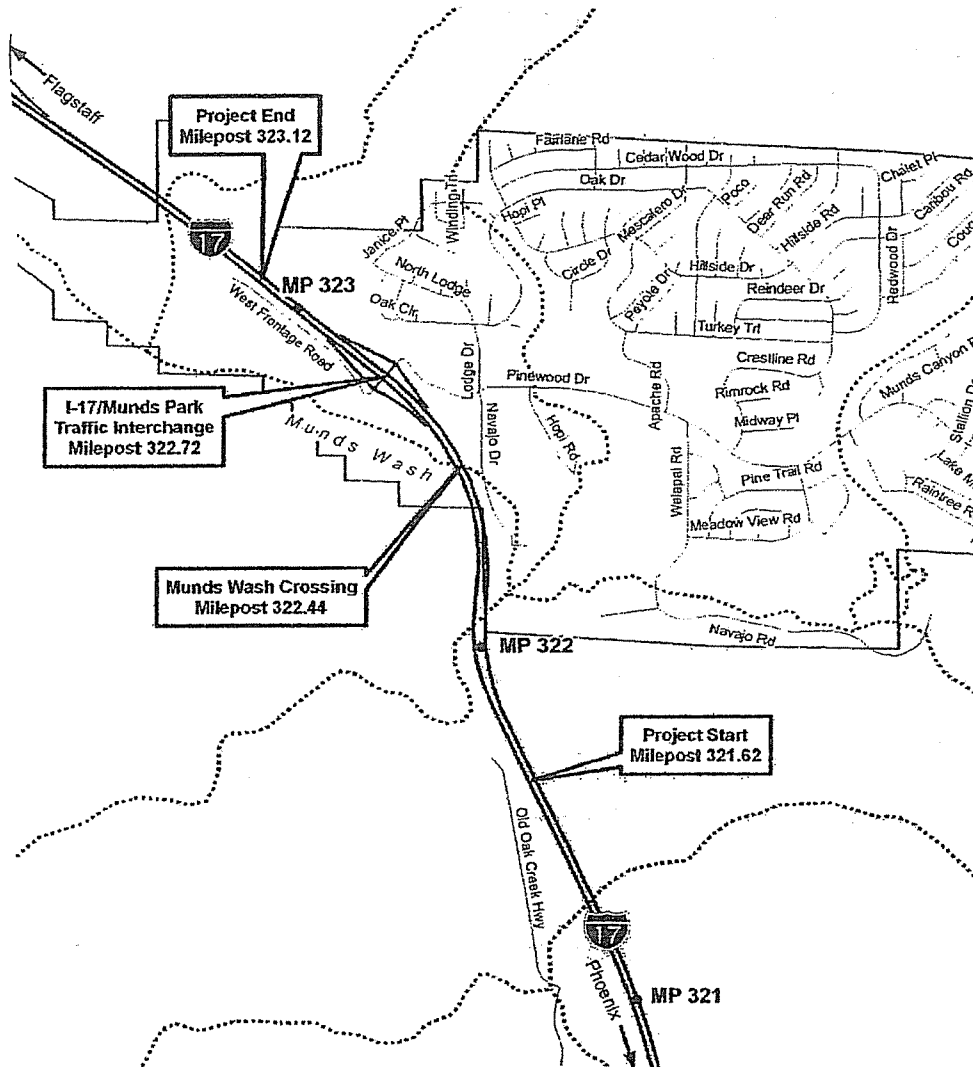 Flagstaff
Project End
Milepost 323.12
17
MP 323
West Frontage Road
I-17/Munds Park
Traffic Interchange
Milepost 322.72
Munds Wash
Munds Wash Crossing
Milepost 322.44
MP 322
Project Start
Milepost 321.62
Old Oak Creek Hwy
17
Phoenix
MP 321
Fairlane Rd
Cedar Wood Dr
Oak Dr
Chalet Pl
Caribou Rd
Hopi Pl
Winding Trl
Janice Pl
North Lodge
Oak Clr
Lodge Dr
Circle Dr
Mescalero Dr
Poco
Deer Run Rd
Hillside Rd
Hillside Dr
Redwood Dr
Reindeer Dr
Peyote Dr
Turkey Trl
Crestline Rd
Pinewood Dr
Rimrock Rd
Munds Canyon R
Apache Rd
Midway Pl
Navajo Dr
Hopi Rd
Stallion D
Walapai Rd
Pine Trail Rd
Lake M
Raintree R
Meadow View Rd
Navajo Rd